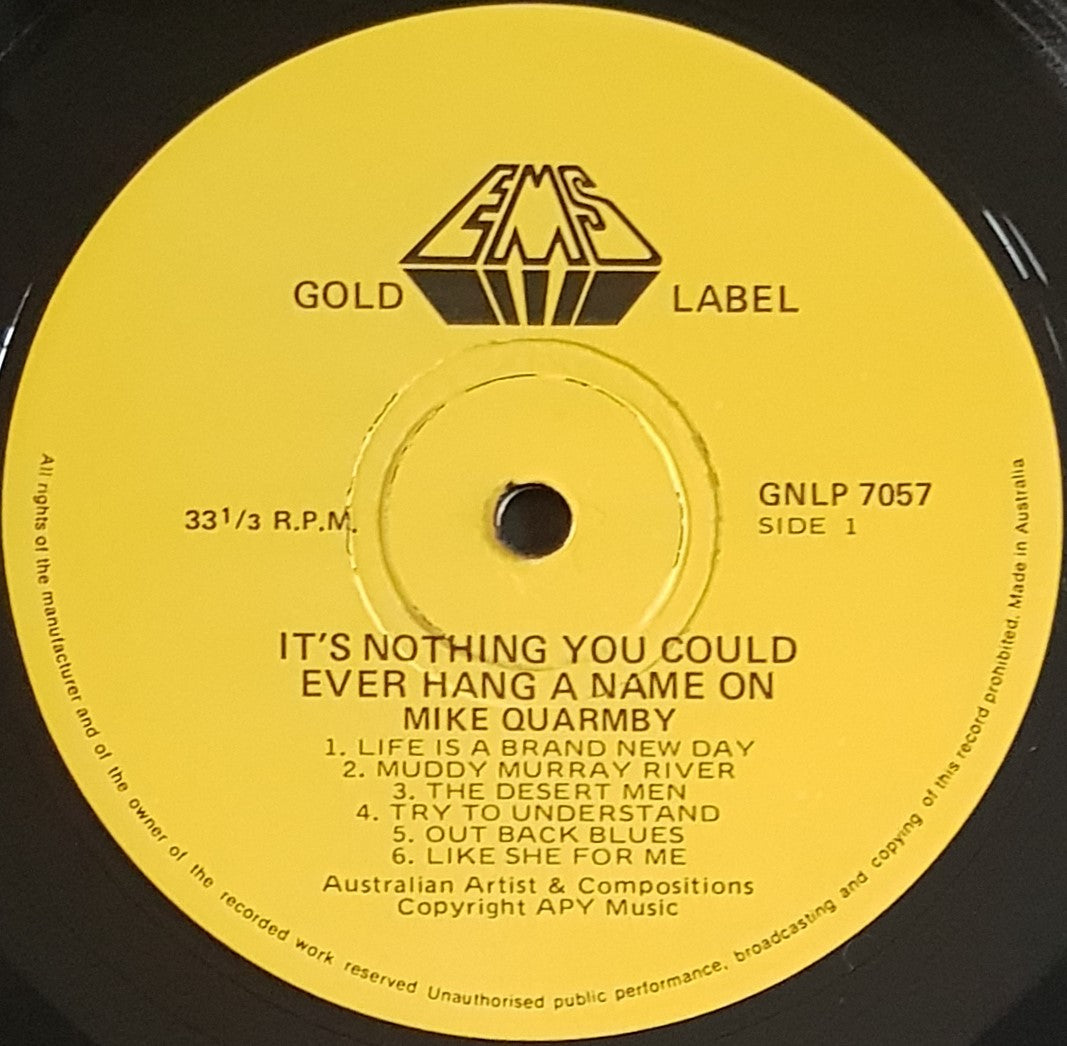 EMS
GOLD LABEL
33 1/3 R.P.M.
GNLP 7057
SIDE 1
IT'S NOTHING YOU COULD
EVER HANG A NAME ON
MIKE QUARMBY
1. LIFE IS A BRAND NEW DAY
2. MUDDY MURRAY RIVER
3. THE DESERT MEN
4. TRY TO UNDERSTAND
5. OUT BACK BLUES
6. LIKE SHE FOR ME
Australian Artist & Compositions
Copyright APY Music
All rights of the manufacturer and of the owner of the recorded work reserved Unauthorised public performance, broadcasting and copying of this record prohibited. Made in Australia